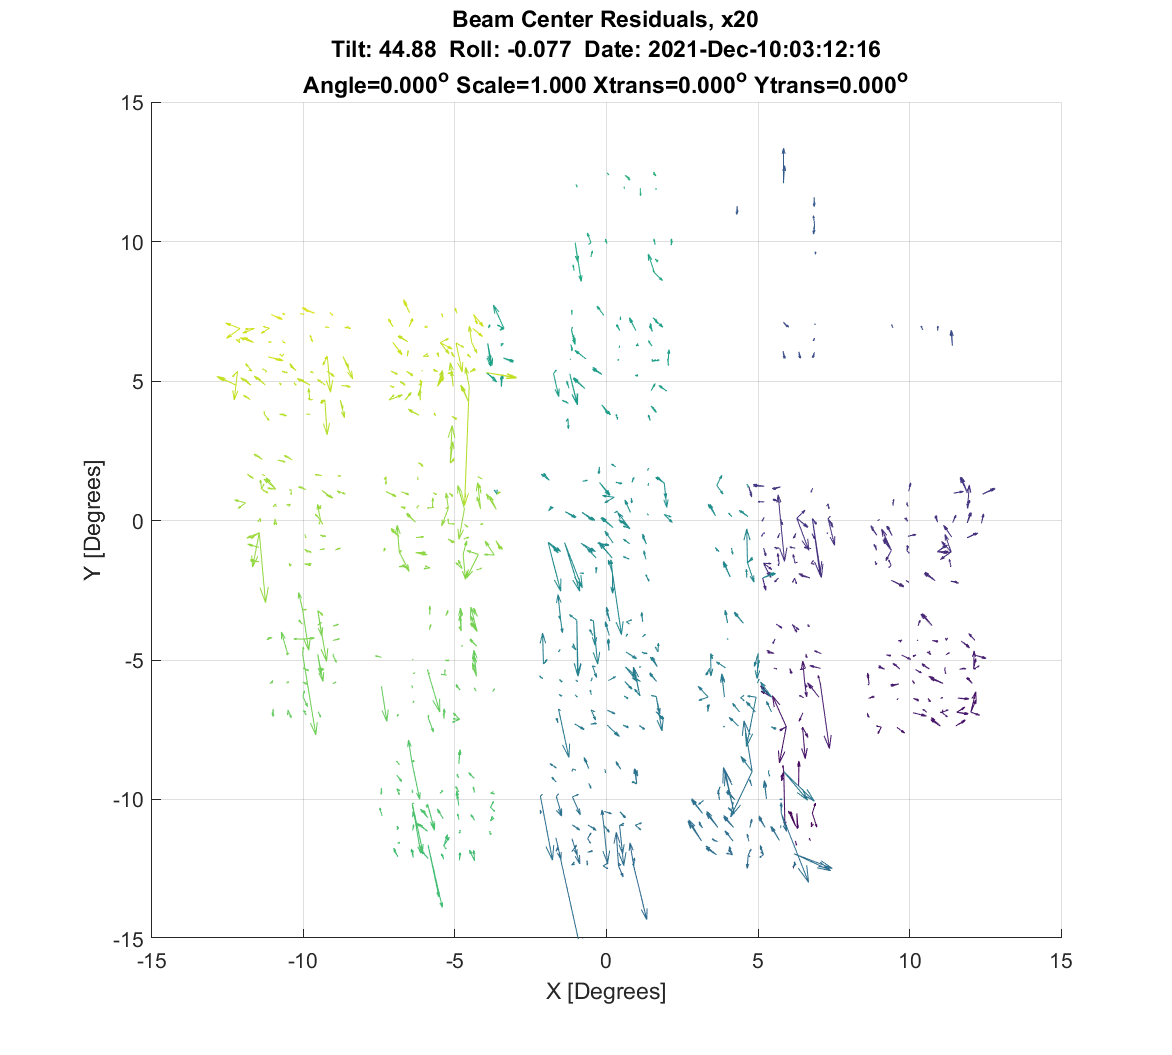 Beam Center Residuals, x20
Tilt: 44.88 Roll: -0.077 Date: 2021-Dec-10:03:12:16
Angle=0.000° Scale=1.000 Xtrans=0.000° Ytrans=0.000°
15
10
5
0
-5
-10
-15
Y [Degrees]
-15 -10 -5 0 5 10 15
X [Degrees]